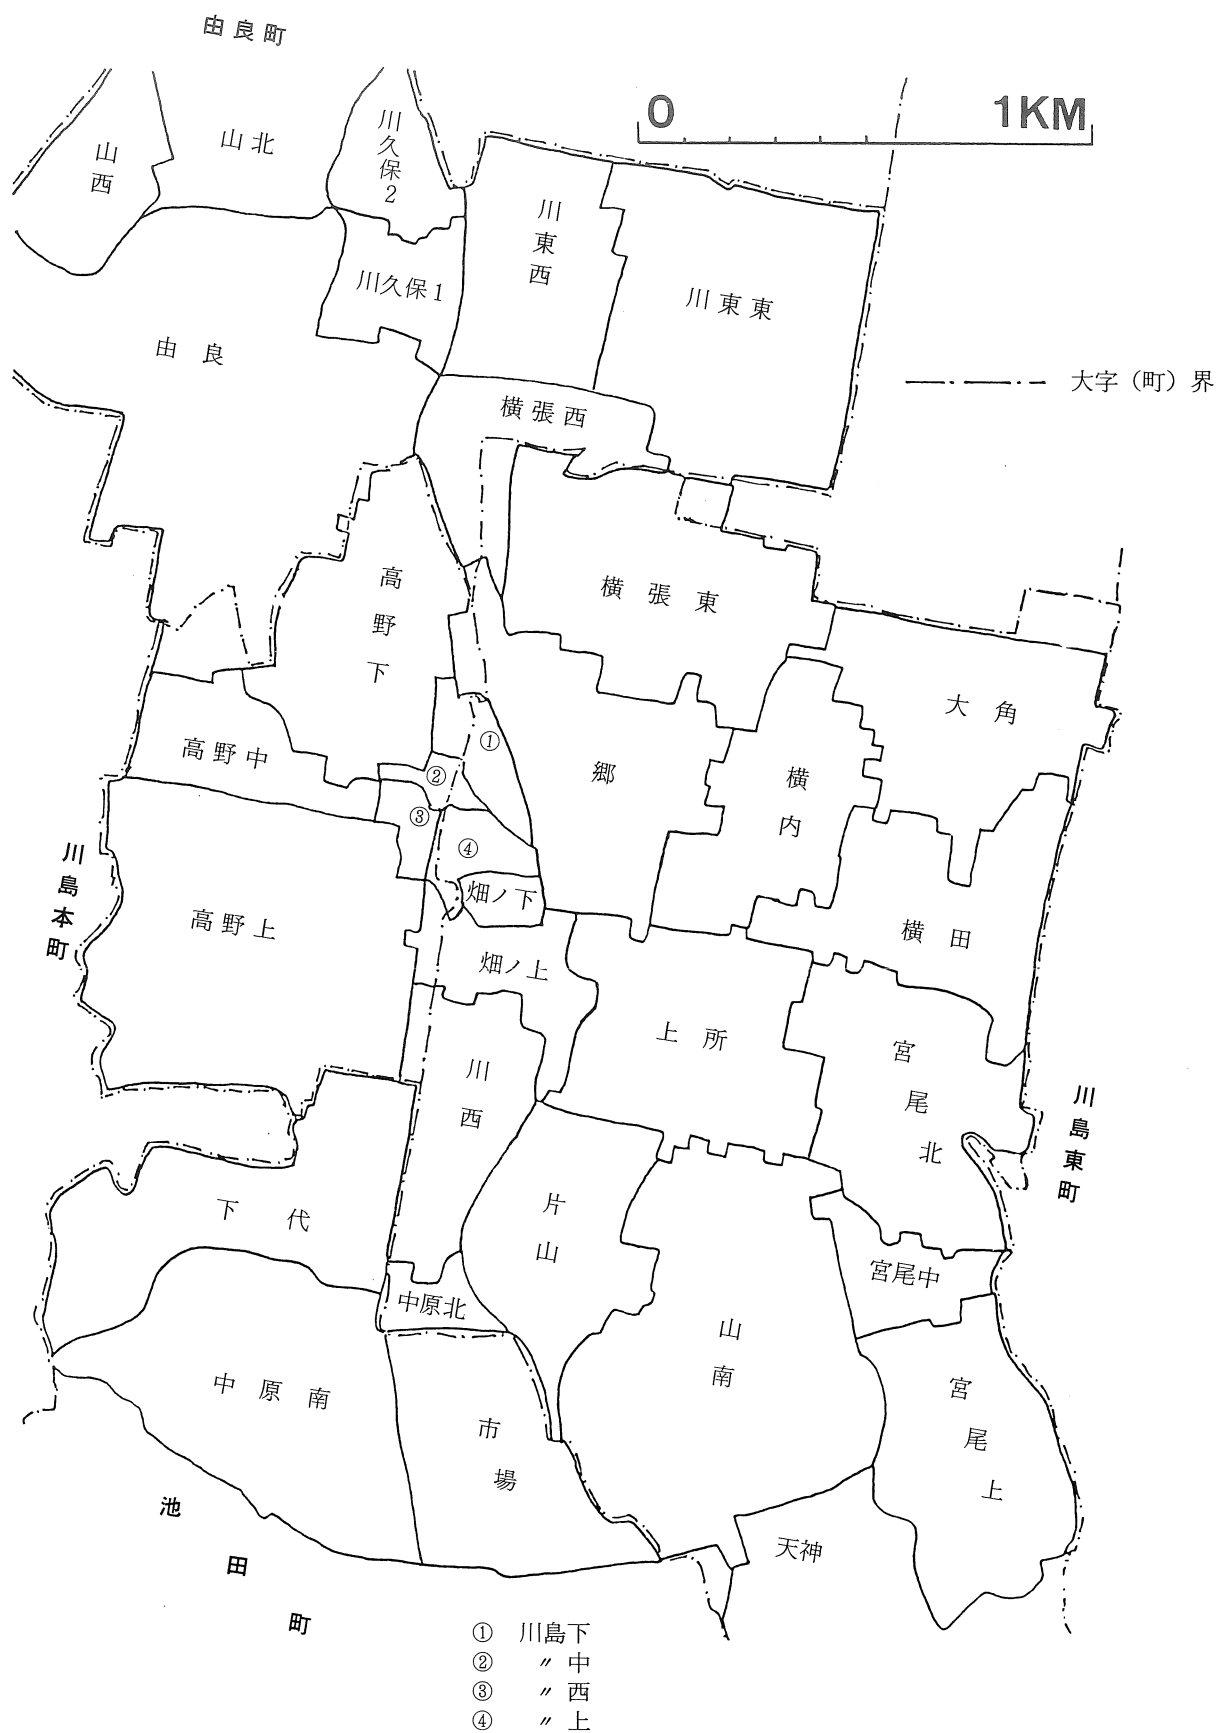 由良町
0 1KM
山西
山北
川久保2
川東西
川久保1
川東東
由良
大字（町）界
横張西
高野下
横張東
大角
高野中
①
②
③
④
郷
横内
川島本町
高野上
畑ノ下
畑ノ上
横田
上所
宮尾北
川西
川島東町
下代
片山
宮尾中
中原北
山南
中原南
市場
宮尾上
池田町
天神
① 川島下
② 〃中
③ 〃西
④ 〃上